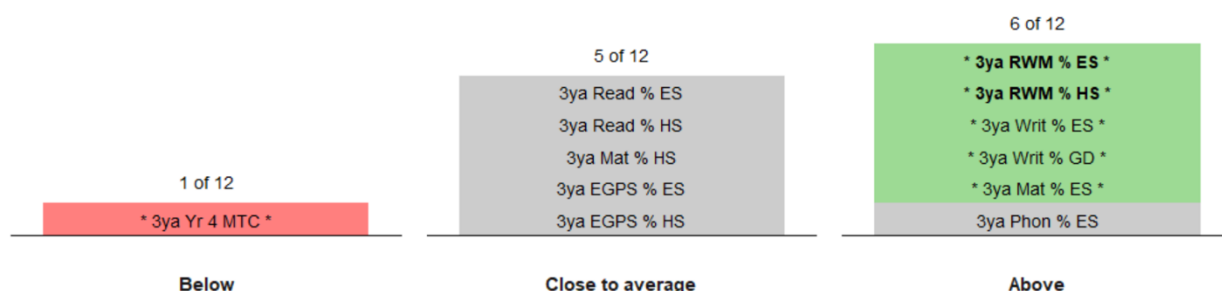 1 of 12
* 3ya Yr 4 MTC *
Below
5 of 12
3ya Read % ES
3ya Read % HS
3ya Mat % HS
3ya EGPS % ES
3ya EGPS % HS
Close to average
6 of 12
* 3ya RWM % ES *
* 3ya RWM % HS *
* 3ya Writ % ES *
* 3ya Writ % GD *
* 3ya Mat % ES *
3ya Phon % ES
Above